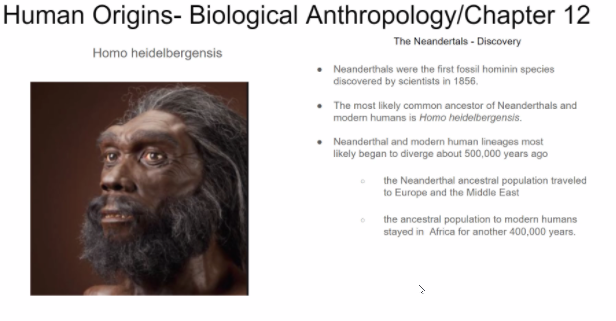 Human Origins- Biological Anthropology/Chapter 12
Homo heidelbergensis
The Neandertals - Discovery
Neanderthals were the first fossil hominin species
discovered by scientists in 1856.
The most likely common ancestor of Neanderthals and
modern humans is Homo heidelbergensis.
Neanderthal and modern human lineages most
likely began to diverge about 500,000 years ago
the Neanderthal ancestral population traveled
to Europe and the Middle East
the ancestral population to modern humans
stayed in Africa for another 400,000 years.